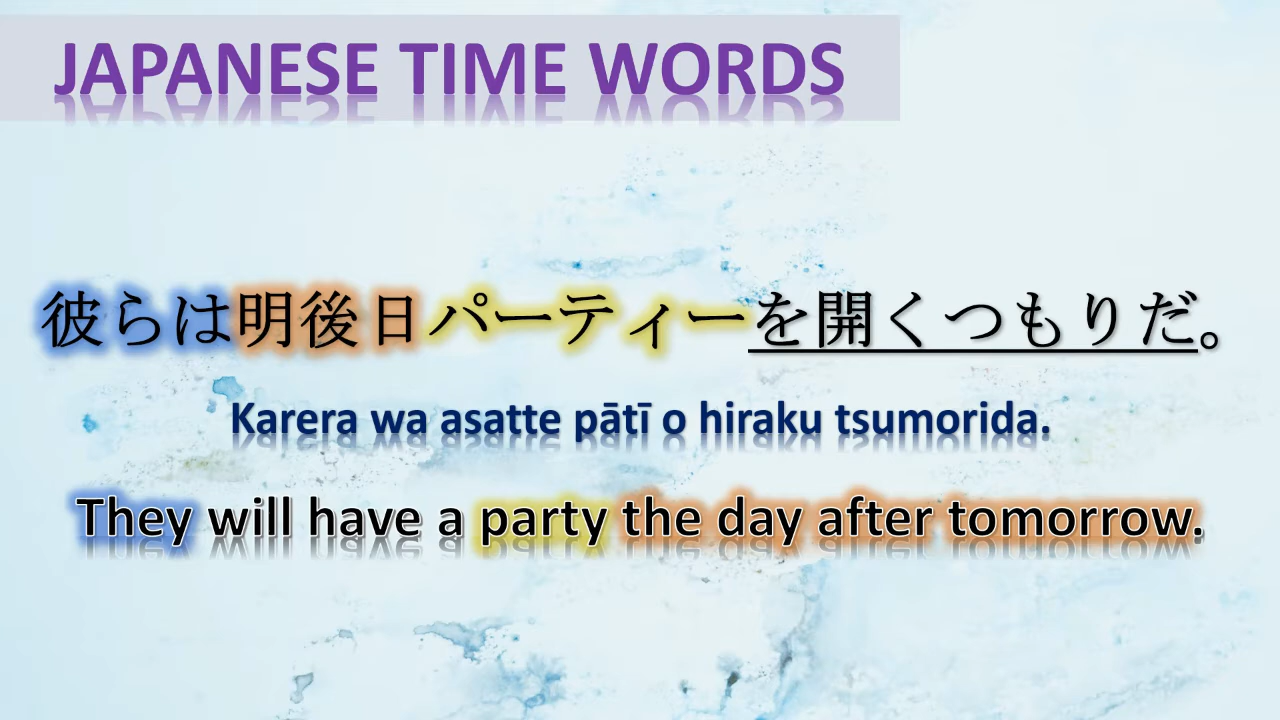 JAPANESE TIME WORDS
彼らは明後日パーティーを開くつもりだ。
Karera wa asatte pātī o hiraku tsumorida.
They will have a party the day after tomorrow.